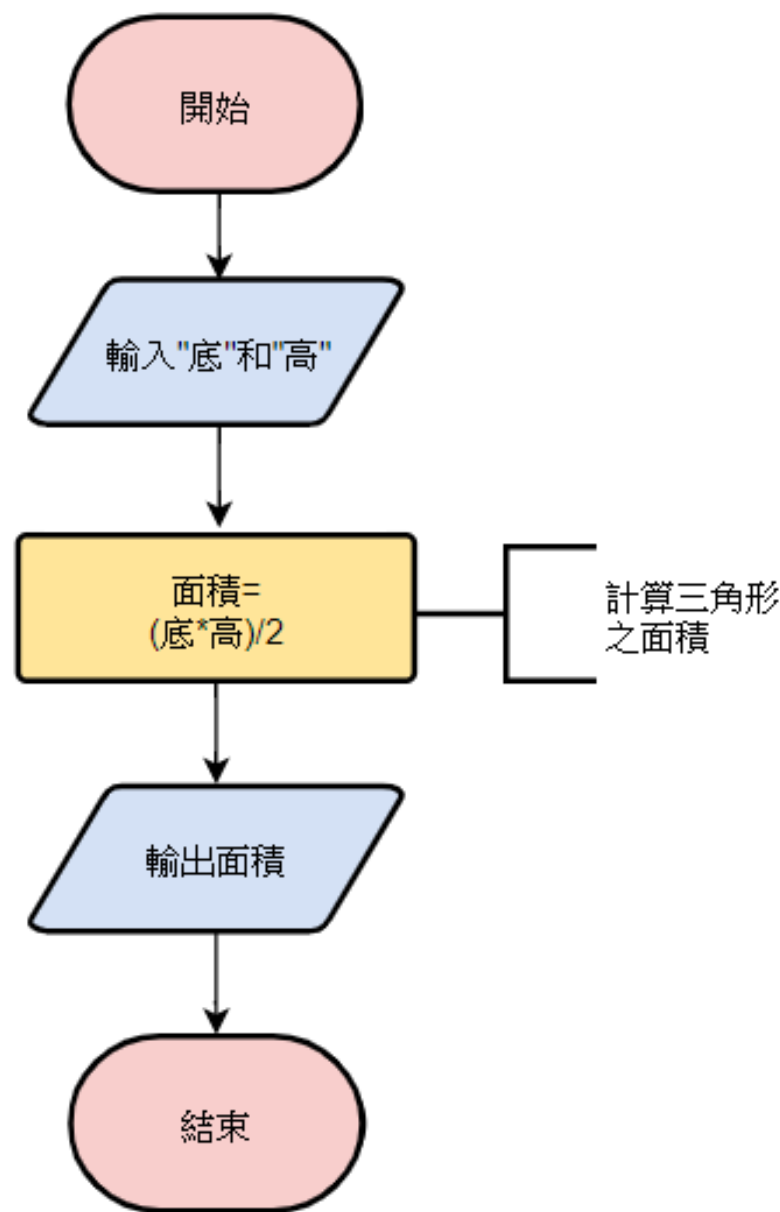 開始
輸入"底"和"高"
面積=
(底*高)/2
計算三角形
之面積
輸出面積
結束